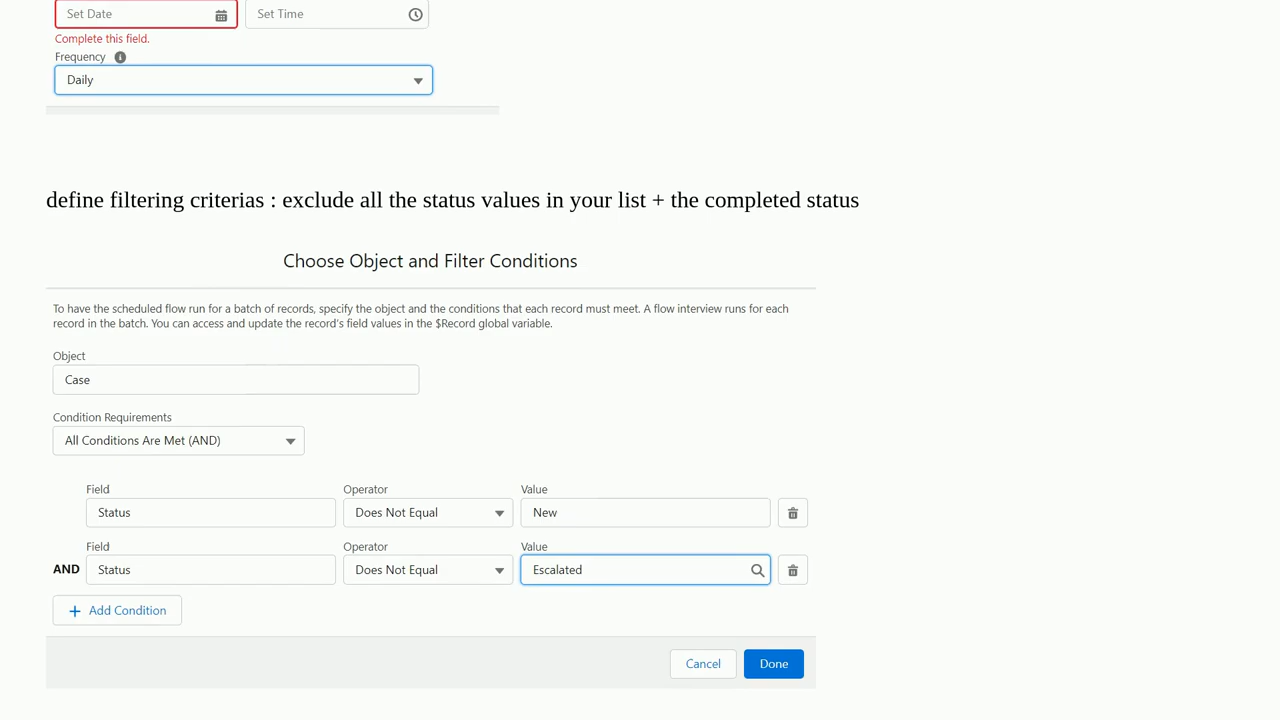 Set Date
Set Time
Complete this field.
Frequency
Daily
define filtering criterias : exclude all the status values in your list + the completed status
Choose Object and Filter Conditions
To have the scheduled flow run for a batch of records, specify the object and the conditions that each record must meet. A flow interview runs for each
record in the batch. You can access and update the record's field values in the $Record global variable.
Object
Case
Condition Requirements
All Conditions Are Met (AND)
Field Operator Value
Status Does Not Equal New
Field Operator Value
AND Status Does Not Equal Escalated
+ Add Condition
Cancel Done